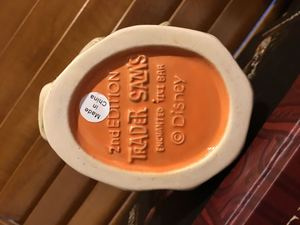 2nd EDITION
TRADER SAM'S
ENCHANTED TIKI BAR
© Disney
Made
in
China